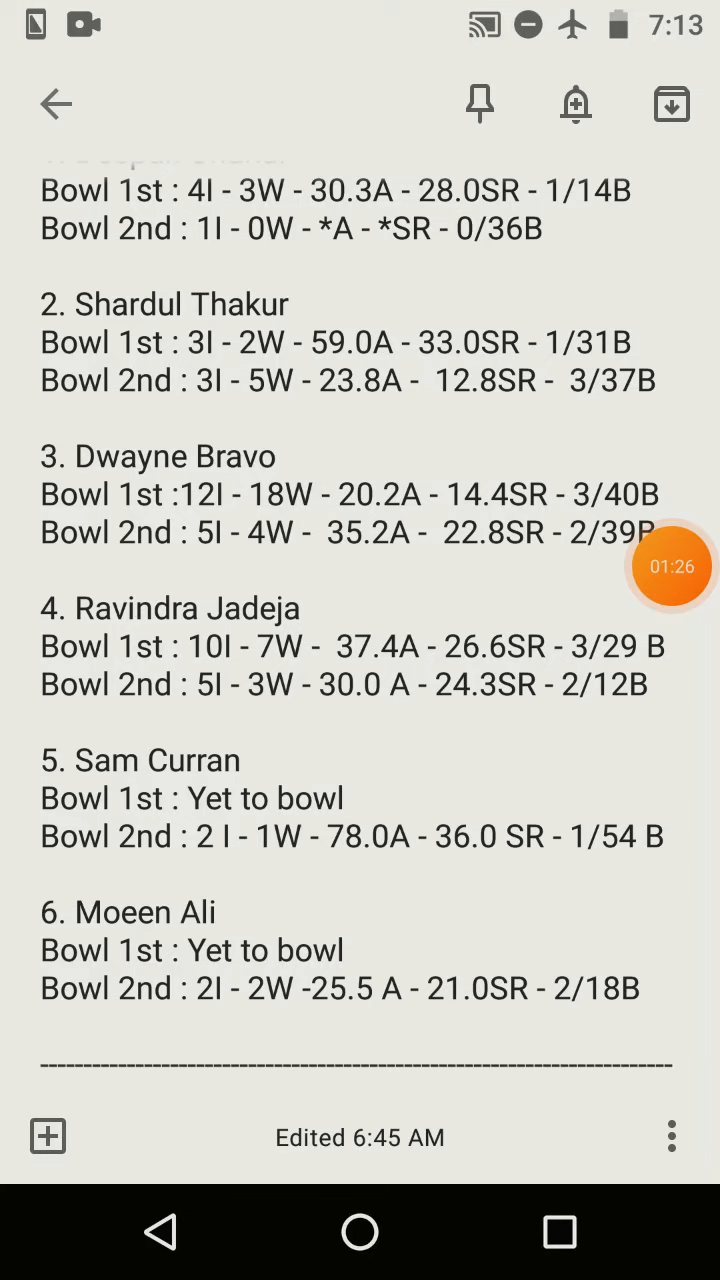 7:13
Bowl 1st : 4I - 3W - 30.3A - 28.0SR - 1/14B
Bowl 2nd : 1I - 0W - *A - *SR - 0/36B
2. Shardul Thakur
Bowl 1st : 3I - 2W - 59.0A - 33.0SR - 1/31B
Bowl 2nd : 3I - 5W - 23.8A -  12.8SR -  3/37B
3. Dwayne Bravo
Bowl 1st :12I - 18W - 20.2A - 14.4SR - 3/40B
Bowl 2nd : 5I - 4W -  35.2A -  22.8SR - 2/39B
01:26
4. Ravindra Jadeja
Bowl 1st : 10I - 7W -  37.4A - 26.6SR - 3/29 B
Bowl 2nd : 5I - 3W - 30.0 A - 24.3SR - 2/12B
5. Sam Curran
Bowl 1st : Yet to bowl
Bowl 2nd : 2 I - 1W - 78.0A - 36.0 SR - 1/54 B
6. Moeen Ali
Bowl 1st : Yet to bowl
Bowl 2nd : 2I - 2W -25.5 A - 21.0SR - 2/18B
------------------------------------------------------------------------
Edited 6:45 AM